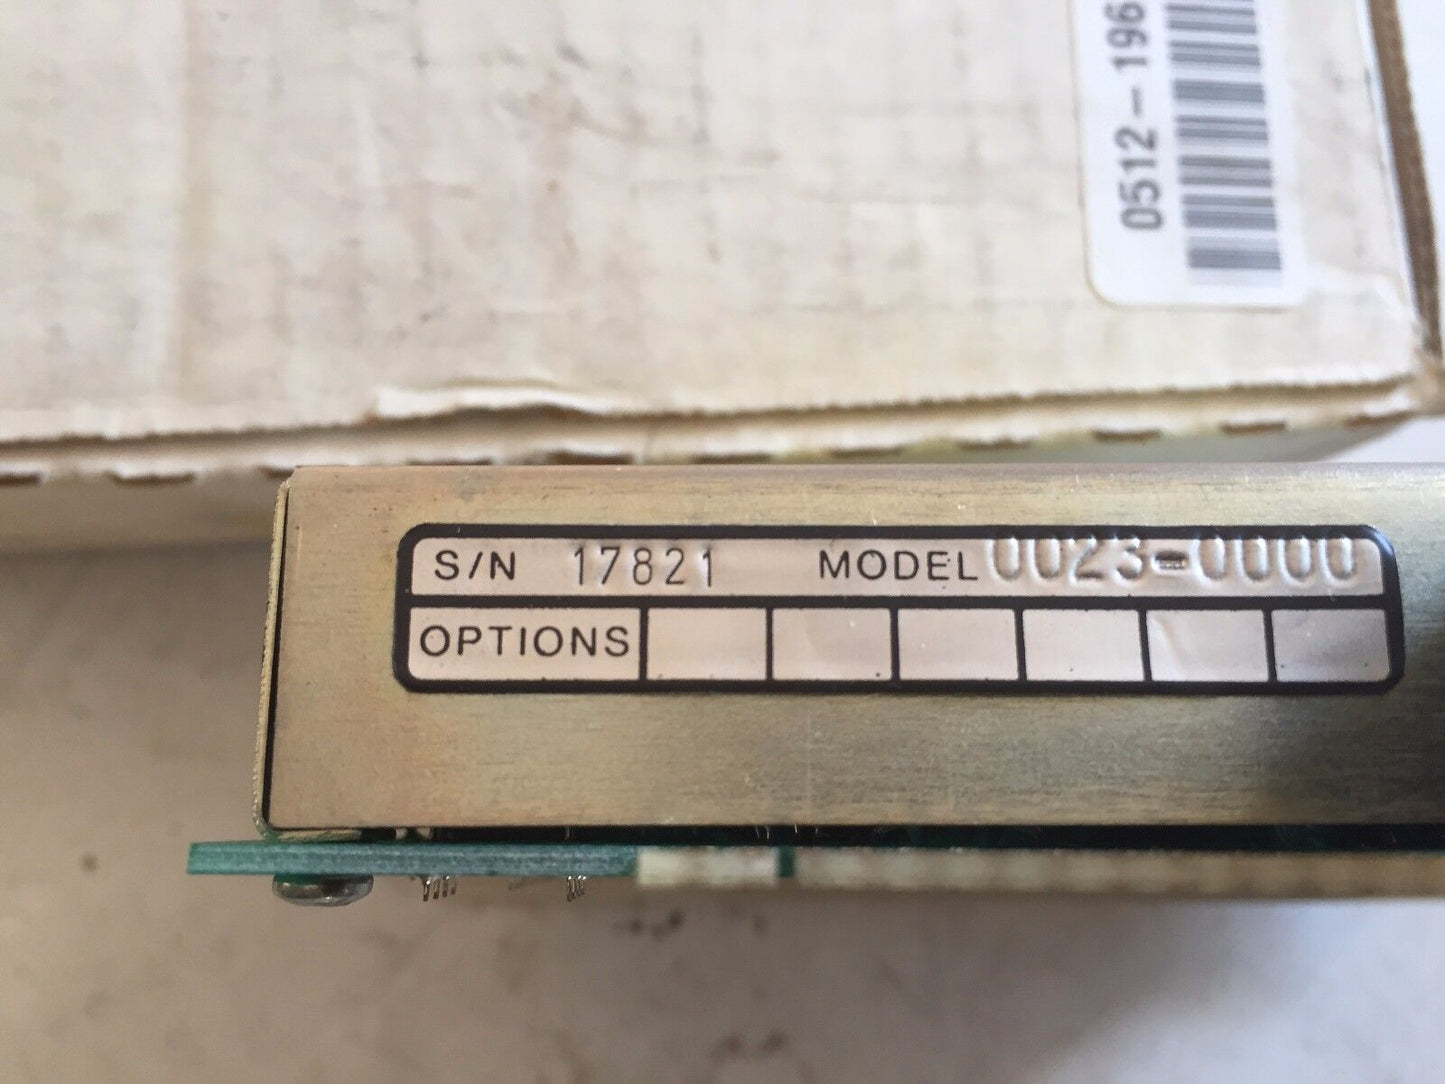 0512-196
S/N 17821 MODEL 0023-0000
OPTIONS